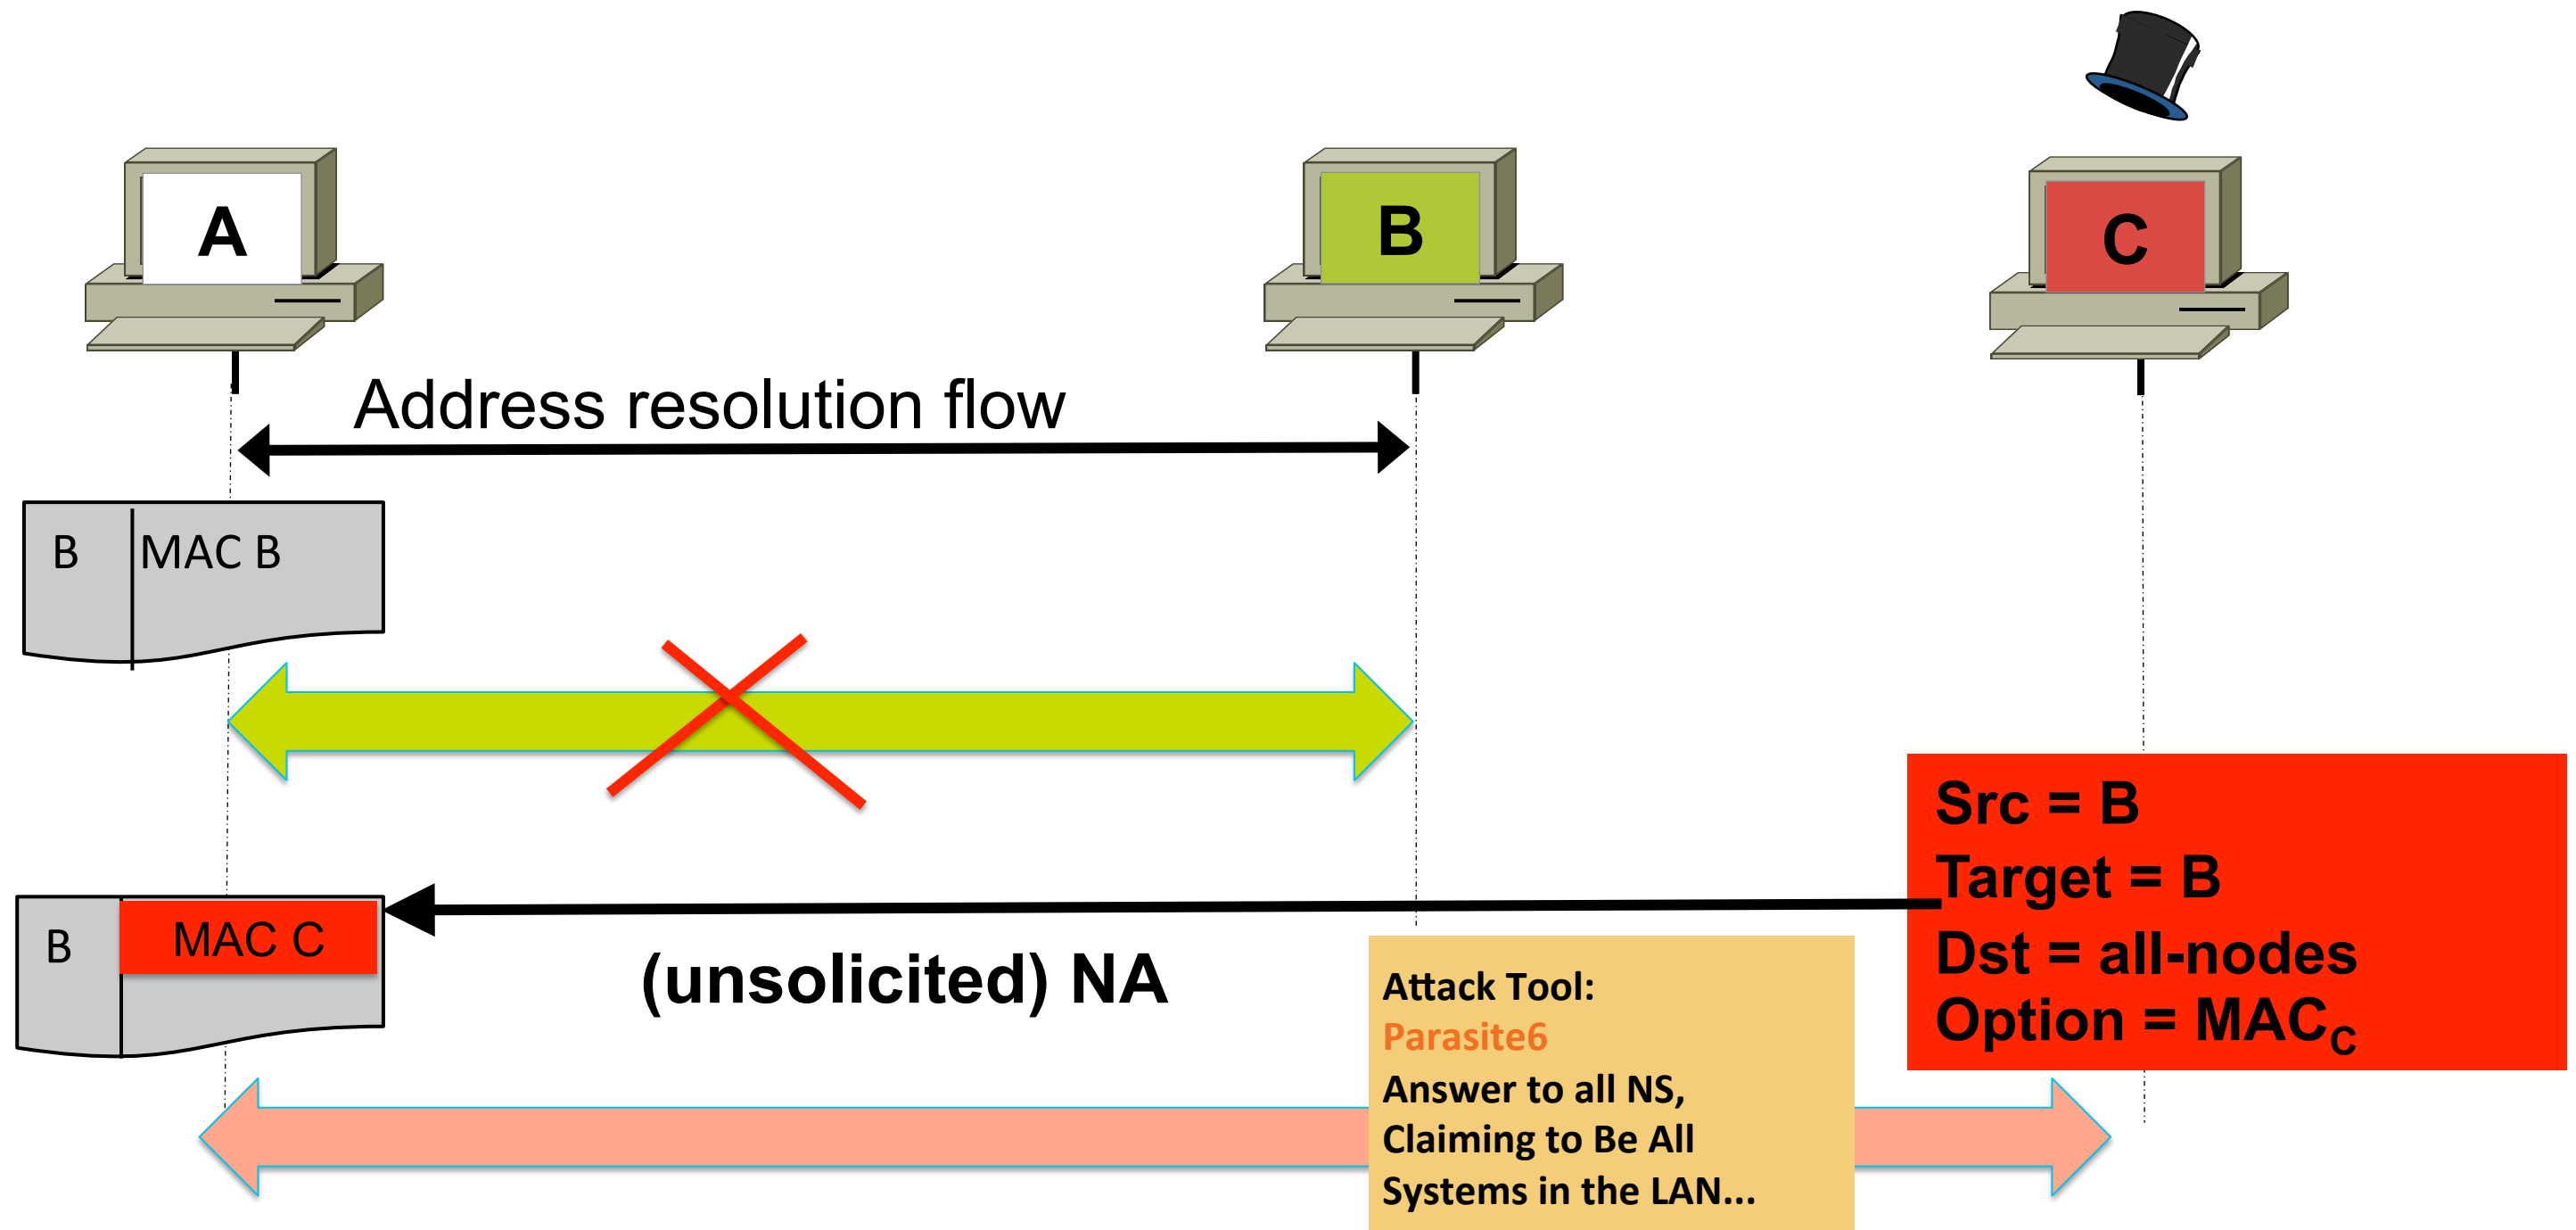 A
B
C
Address resolution flow
B MAC B
Src = B
Target = B
Dst = all-nodes
Option = MACC
B MAC C
(unsolicited) NA
Attack Tool:
Parasite6
Answer to all NS,
Claiming to Be All
Systems in the LAN...